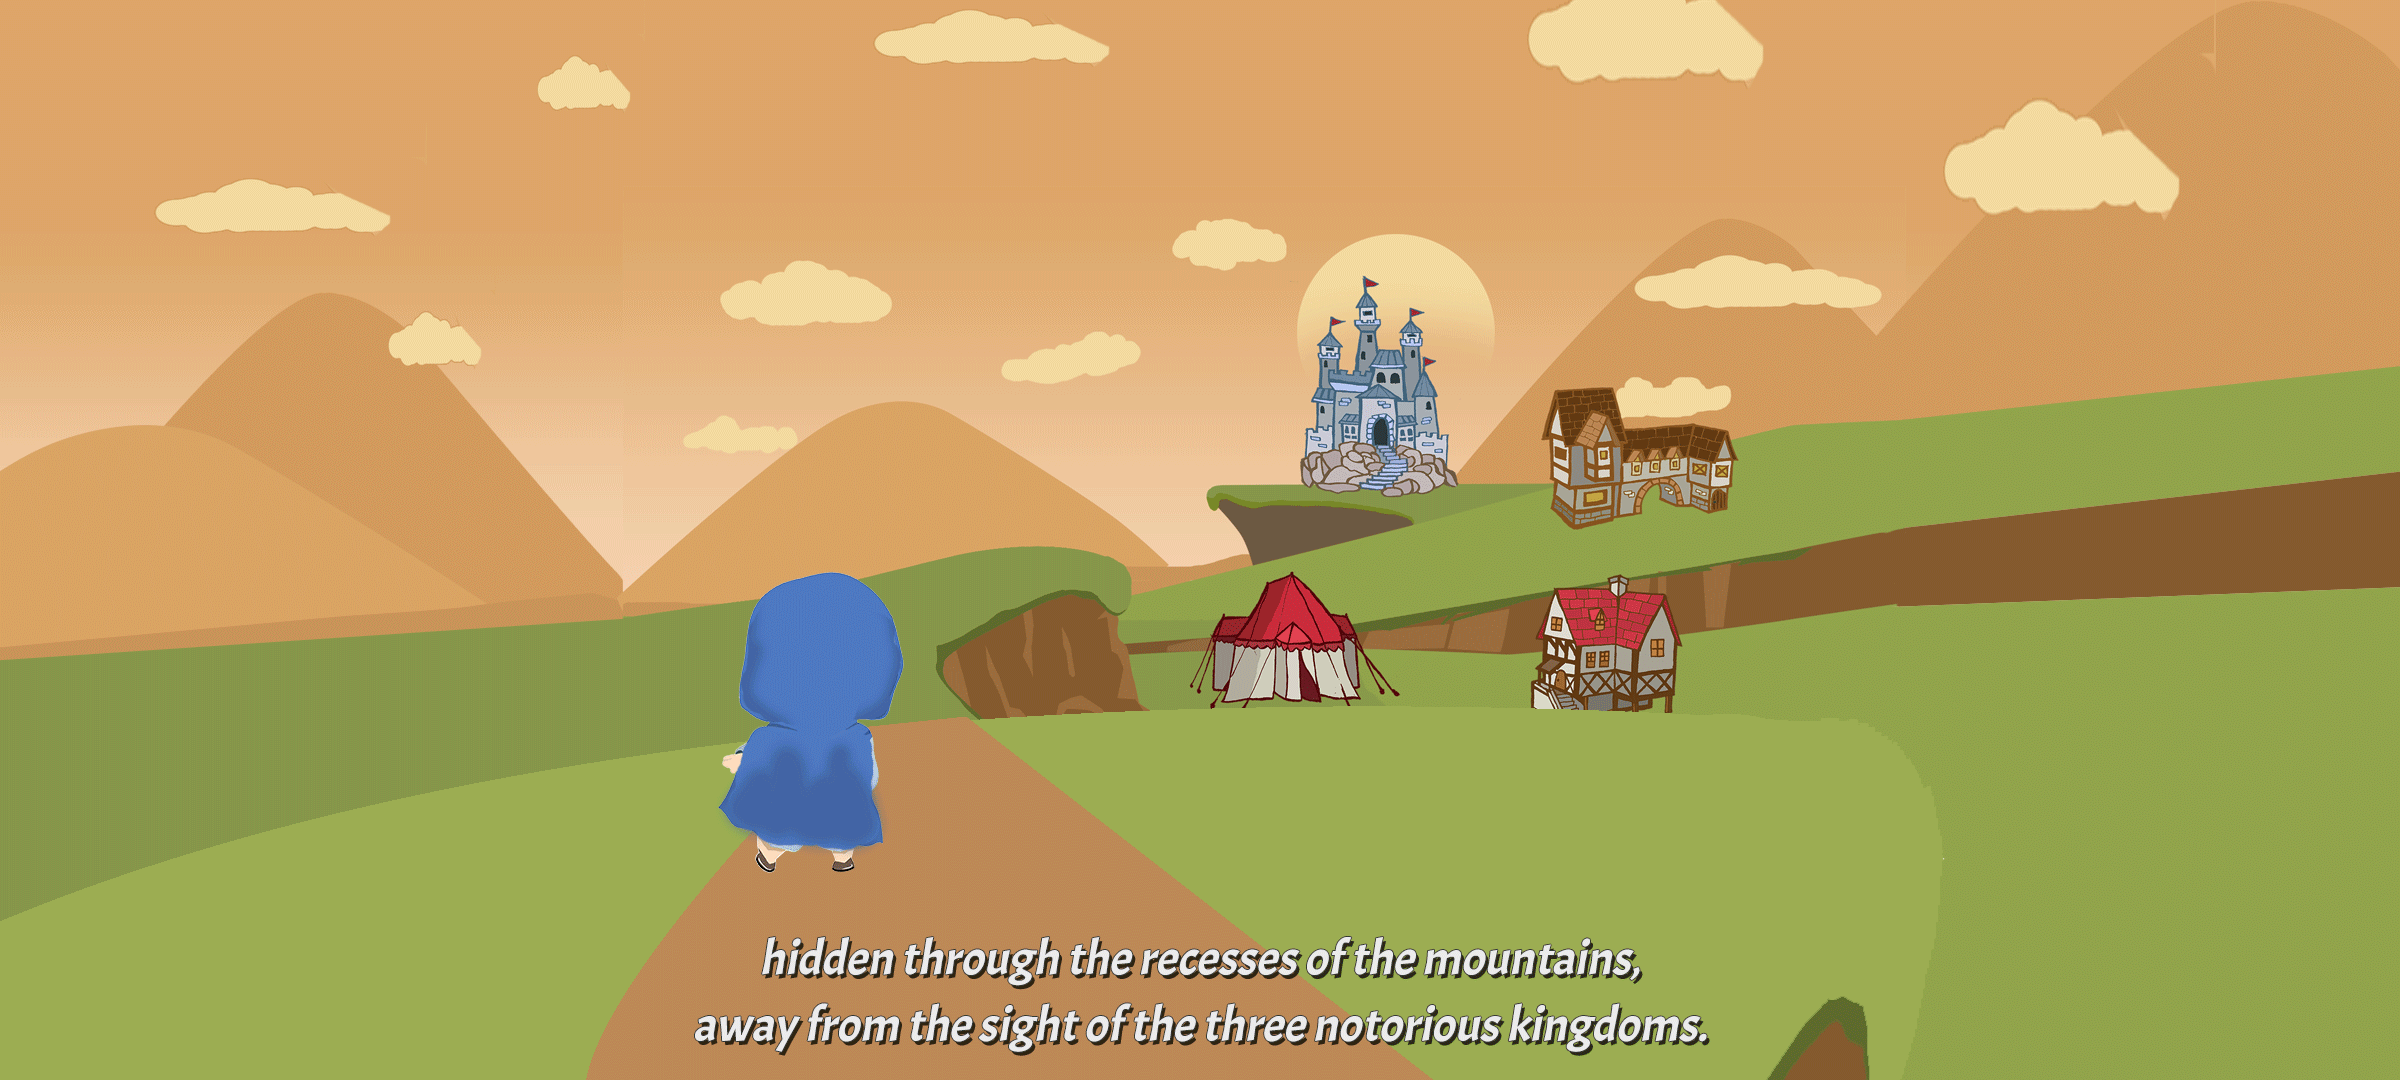 hidden through the recesses of the mountains,
away from the sight of the three notorious kingdoms.